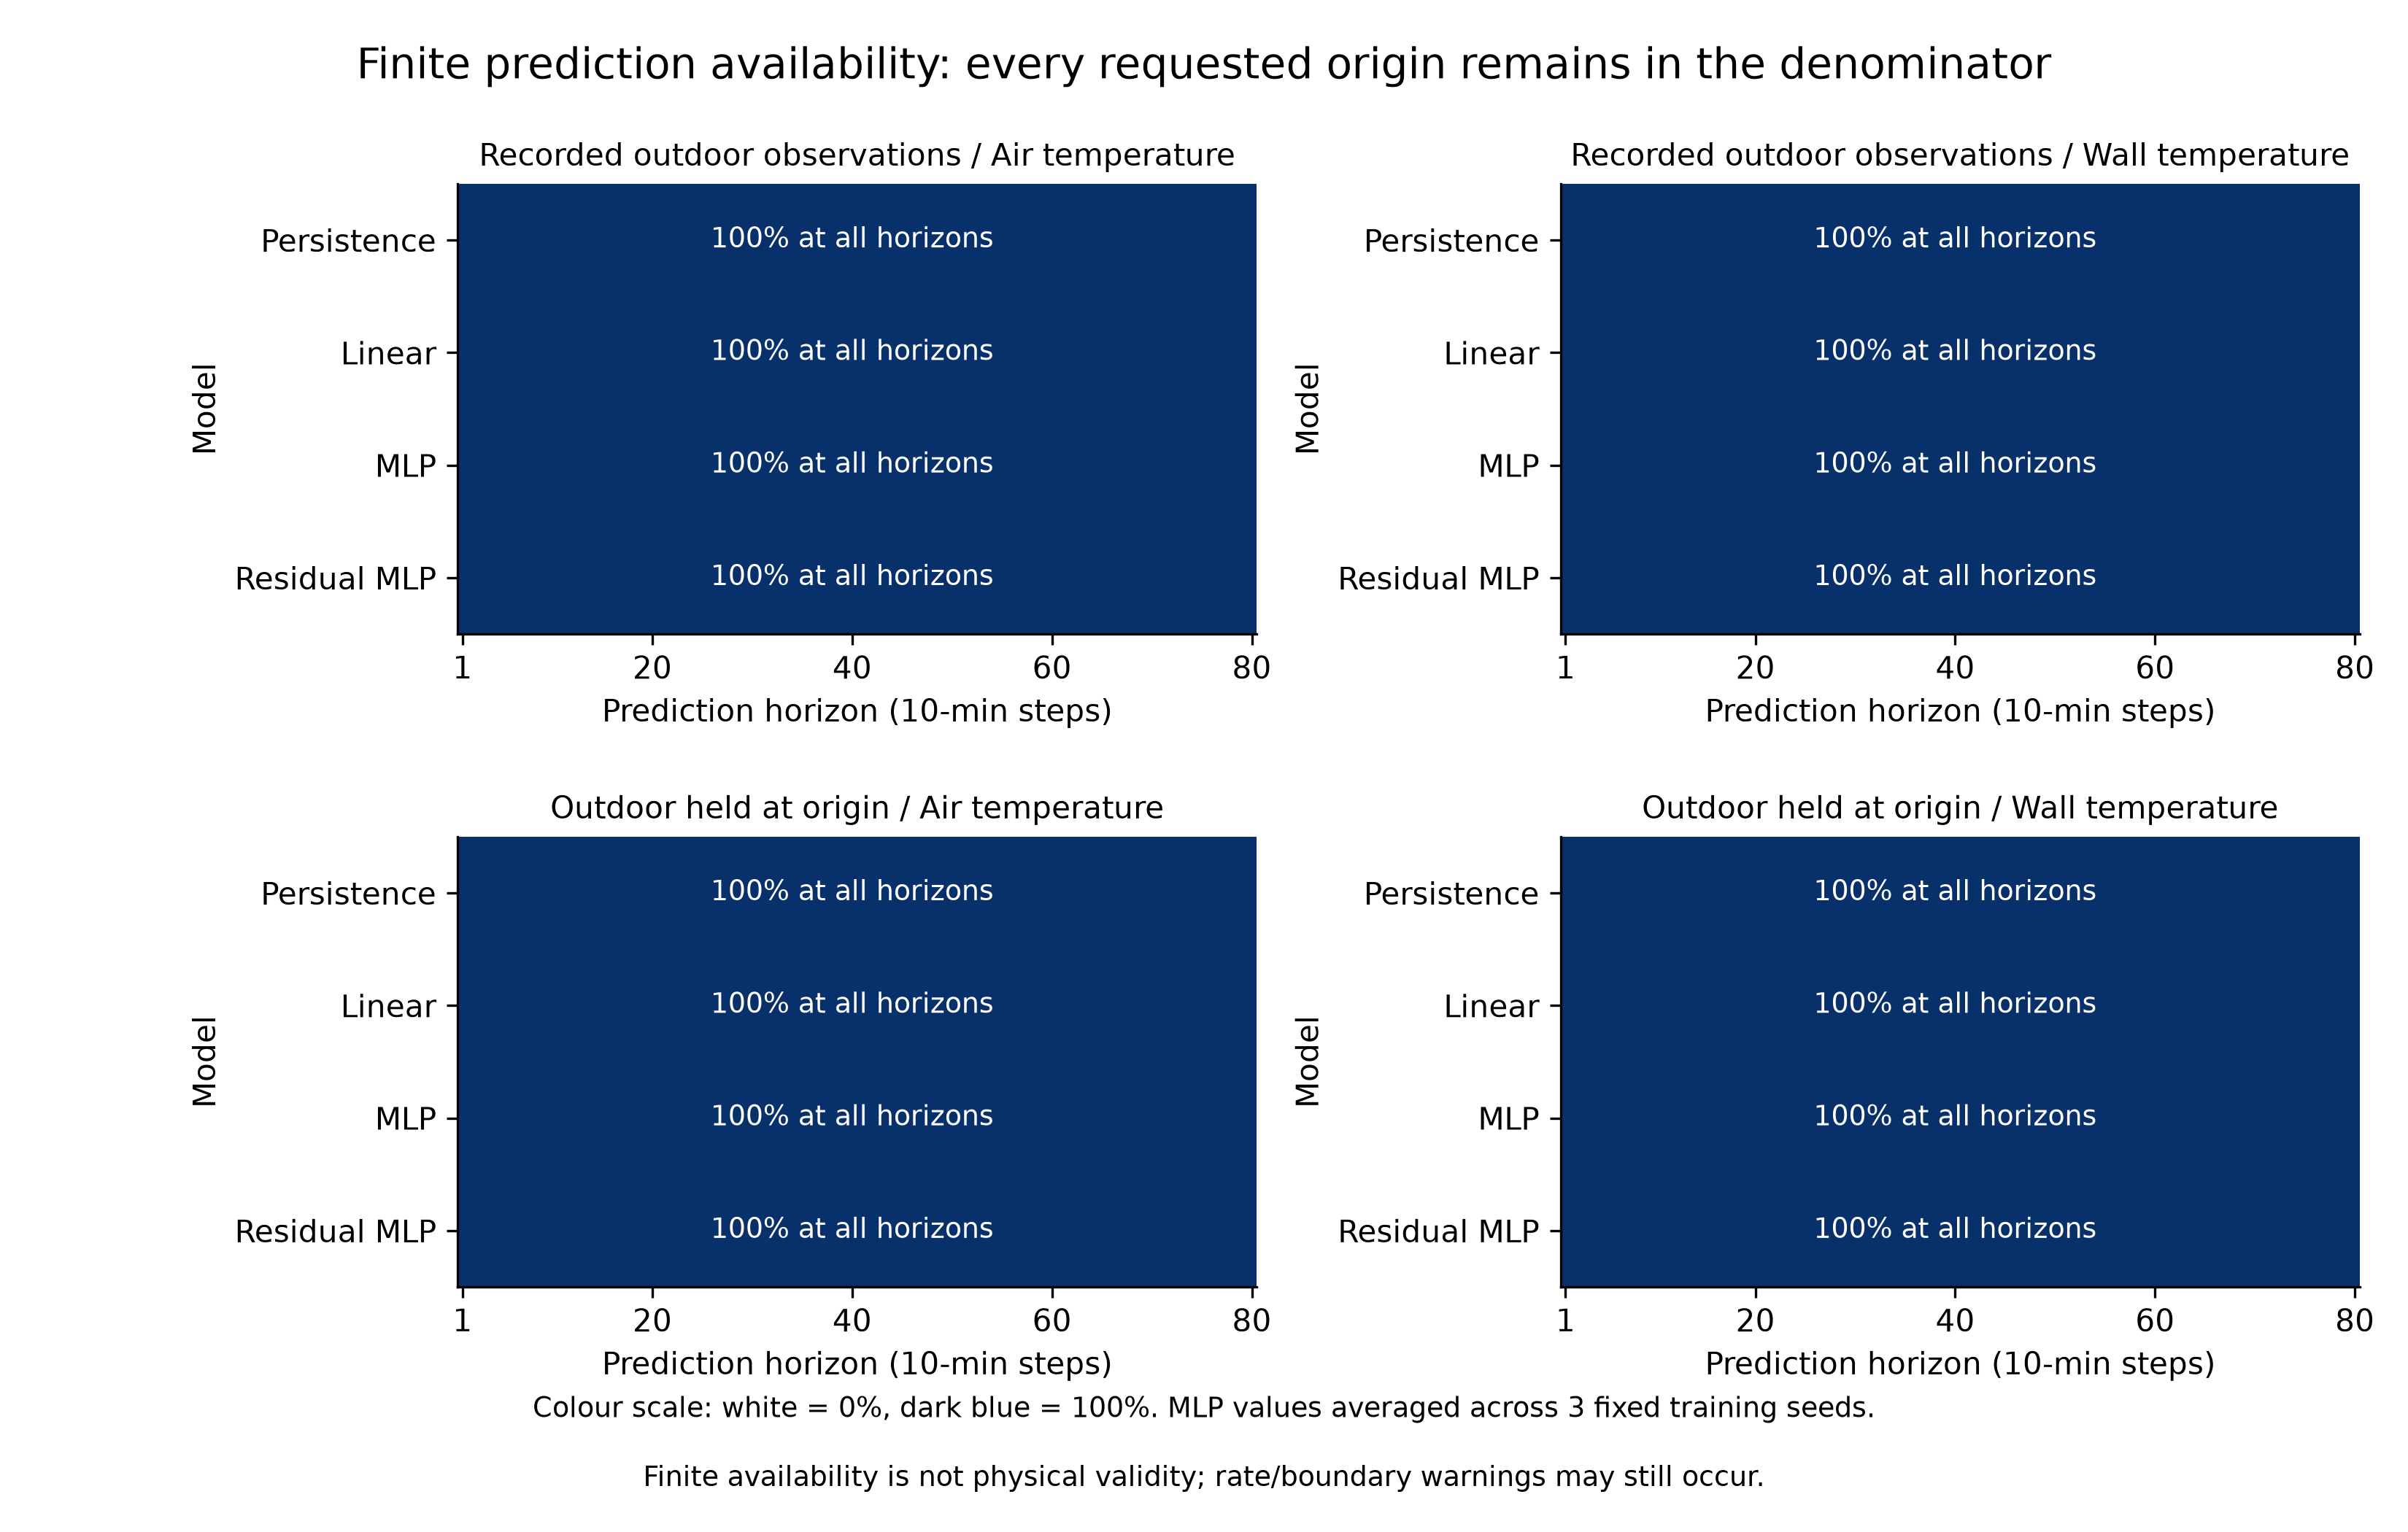 Finite prediction availability: every requested origin remains in the denominator
Recorded outdoor observations / Air temperature
Model
Persistence
100% at all horizons
Linear
100% at all horizons
MLP
100% at all horizons
Residual MLP
100% at all horizons
1 20 40 60 80
Prediction horizon (10-min steps)
Recorded outdoor observations / Wall temperature
Model
Persistence
100% at all horizons
Linear
100% at all horizons
MLP
100% at all horizons
Residual MLP
100% at all horizons
1 20 40 60 80
Prediction horizon (10-min steps)
Outdoor held at origin / Air temperature
Model
Persistence
100% at all horizons
Linear
100% at all horizons
MLP
100% at all horizons
Residual MLP
100% at all horizons
1 20 40 60 80
Prediction horizon (10-min steps)
Outdoor held at origin / Wall temperature
Model
Persistence
100% at all horizons
Linear
100% at all horizons
MLP
100% at all horizons
Residual MLP
100% at all horizons
1 20 40 60 80
Prediction horizon (10-min steps)
Colour scale: white = 0%, dark blue = 100%. MLP values averaged across 3 fixed training seeds.
Finite availability is not physical validity; rate/boundary warnings may still occur.